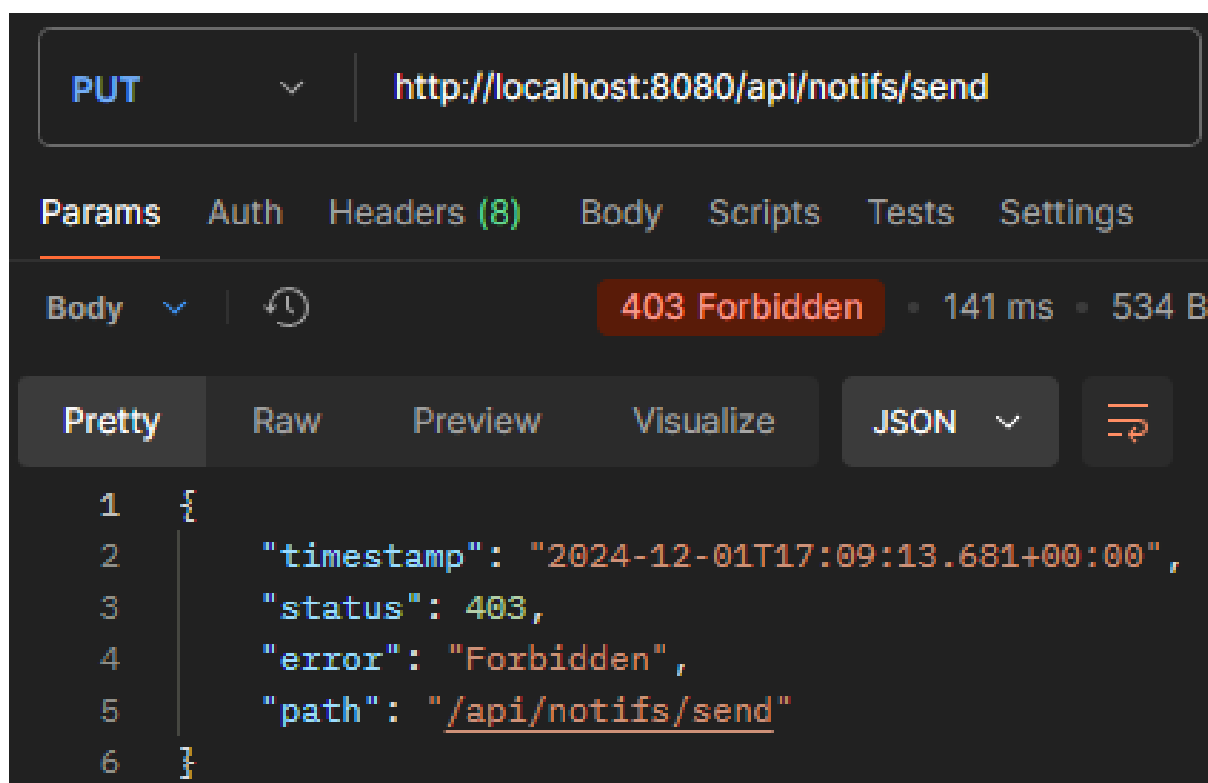 PUT http://localhost:8080/api/notifs/send
Params Auth Headers (8) Body Scripts Tests Settings
Body 403 Forbidden • 141 ms • 534 B
Pretty Raw Preview Visualize JSON
1 {
2 "timestamp": "2024-12-01T17:09:13.681+00:00",
3 "status": 403,
4 "error": "Forbidden",
5 "path": "/api/notifs/send"
6 }